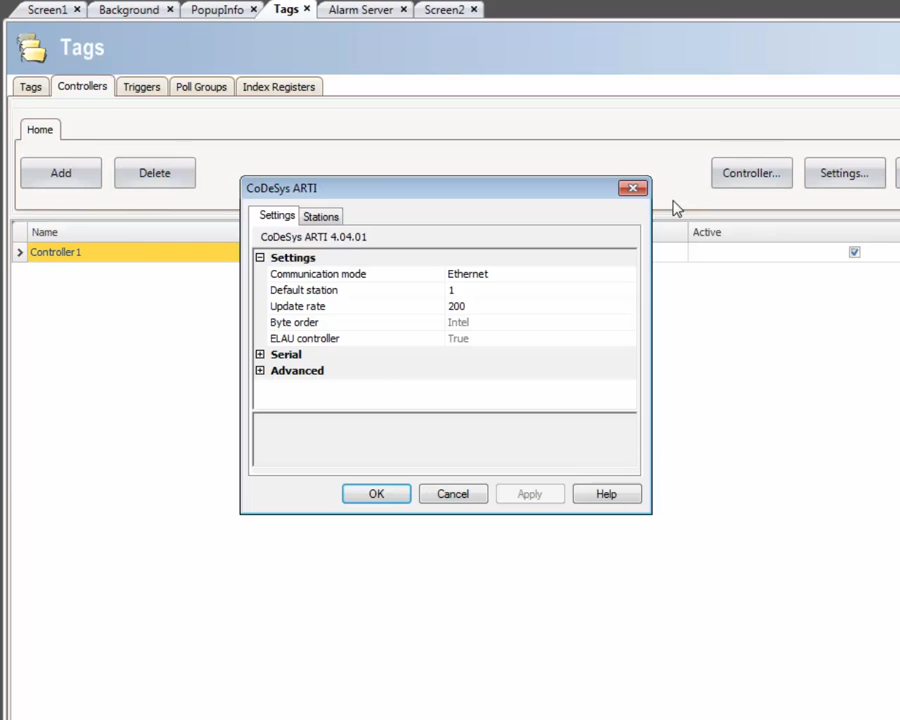 Screen1 Background PopupInfo Tags Alarm Server Screen2
Tags
Tags Controllers Triggers Poll Groups Index Registers
Home
Add Delete Controller... Settings...
CoDeSys ARTI
Settings Stations
Name Active
CoDeSys ARTI 4.04.01
Controller1
Settings
Communication mode Ethernet
Default station 1
Update rate 200
Byte order Intel
ELAU controller True
Serial
Advanced
OK Cancel Apply Help